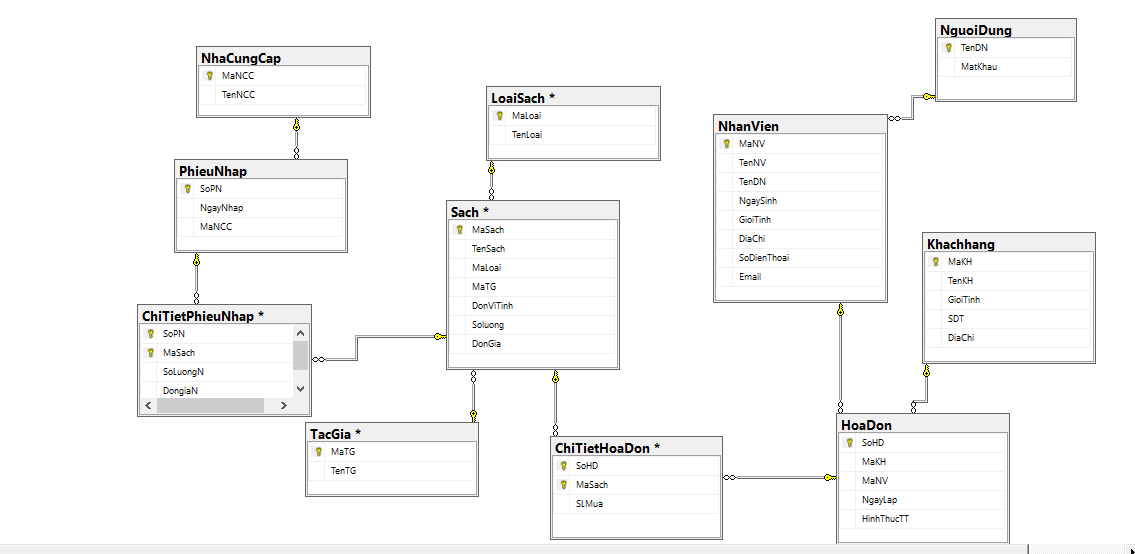 NguoiDung
TenDN
MatKhau
NhaCungCap
MaNCC
TenNCC
LoaiSach *
MaLoai
TenLoai
NhanVien
MaNV
TenNV
TenDN
NgaySinh
GioiTinh
DiaChi
SoDienThoai
Email
PhieuNhap
SoPN
NgayNhap
MaNCC
Sach *
MaSach
TenSach
MaLoai
MaTG
DonViTinh
Soluong
DonGia
Khachhang
MaKH
TenKH
GioiTinh
SDT
DiaChi
ChiTietPhieuNhap *
SoPN
MaSach
SoLuongN
DongiaN
TacGia *
MaTG
TenTG
ChiTietHoaDon *
SoHD
MaSach
SLMua
HoaDon
SoHD
MaKH
MaNV
NgayLap
HinhThucTT